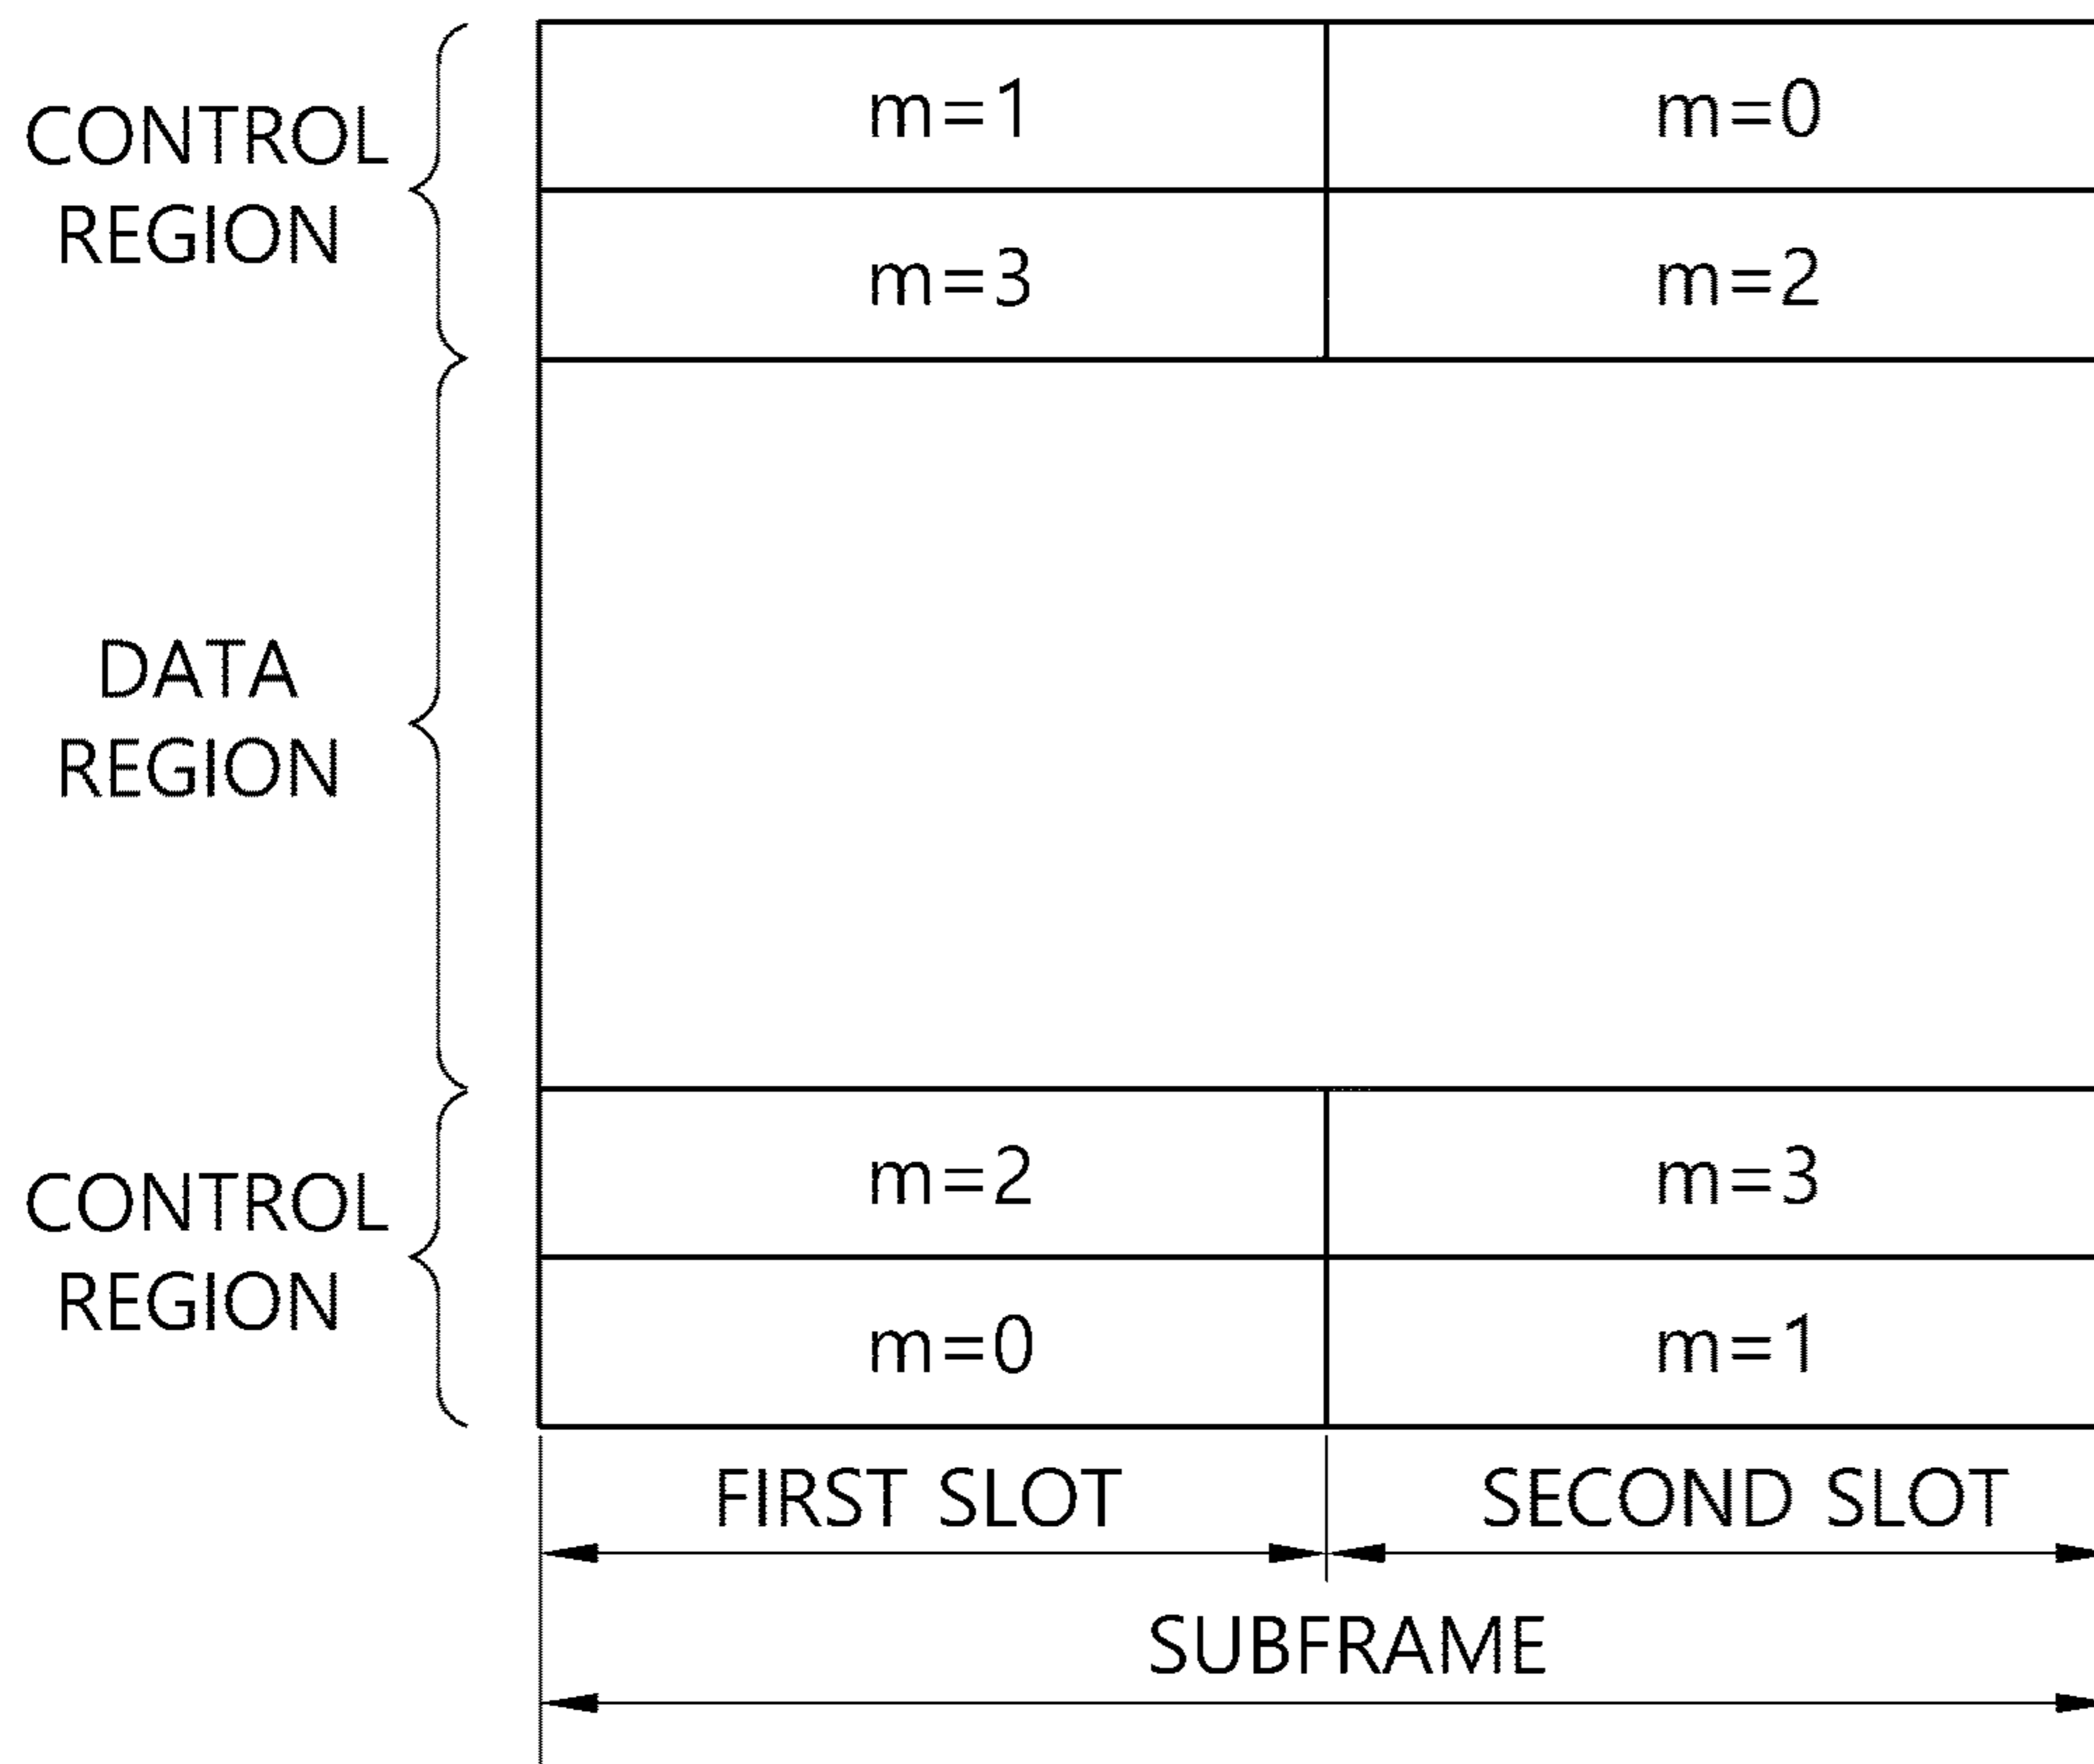 CONTROL
REGION
m=1
m=0
m=3
m=2
DATA
REGION
CONTROL
REGION
m=2
m=3
m=0
m=1
FIRST SLOT
SECOND SLOT
SUBFRAME